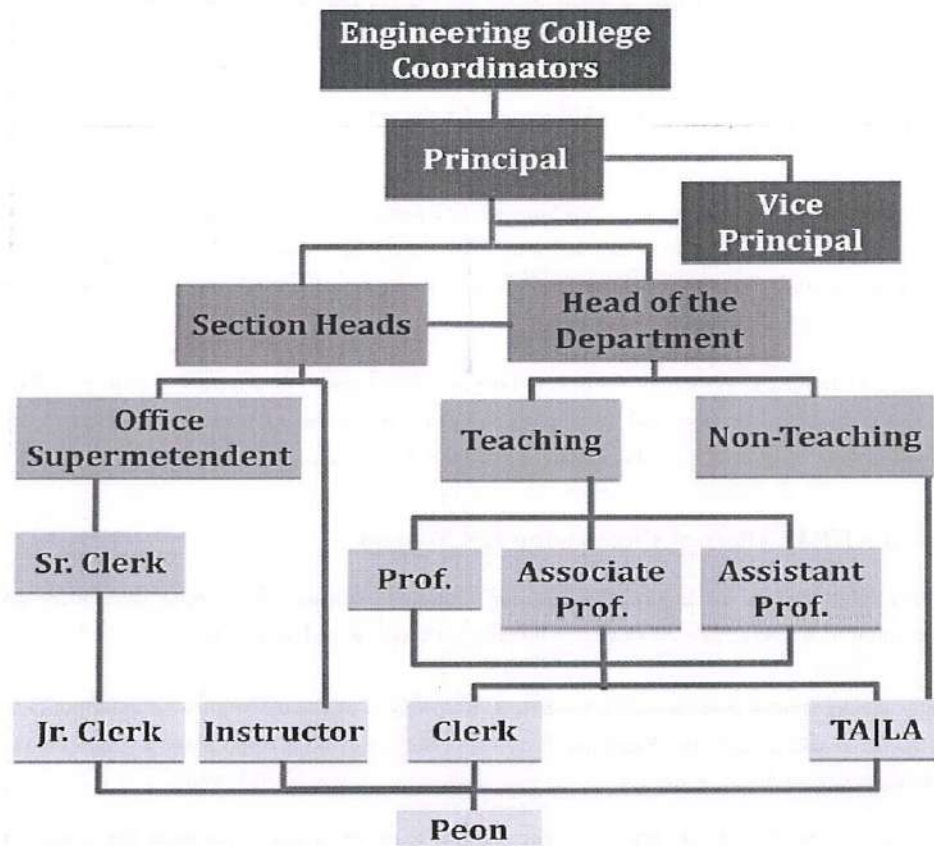 Engineering College
Coordinators
Principal
Vice
Principal
Section Heads
Head of the
Department
Office
Supermetendent
Teaching
Non-Teaching
Sr. Clerk
Prof.
Associate
Prof.
Assistant
Prof.
Jr. Clerk
Instructor
Clerk
TA|LA
Peon